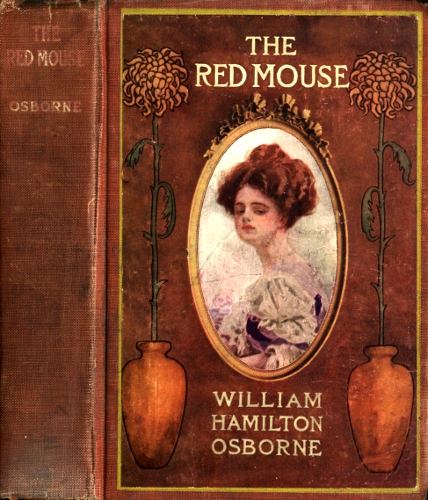 THE
RED MOUSE
OSBORNE
THE
RED MOUSE
WILLIAM
HAMILTON
OSBORNE